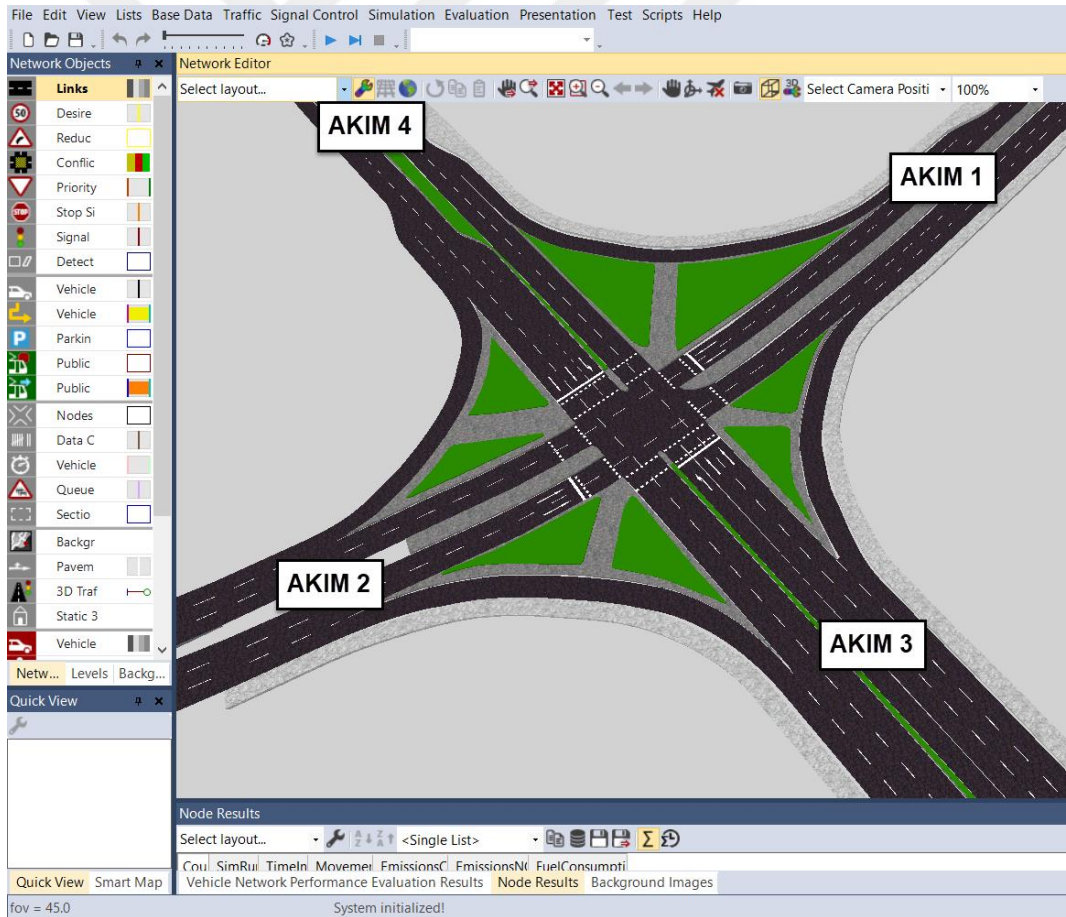 File Edit View Lists Base Data Traffic Signal Control Simulation Evaluation Presentation Test Scripts Help
Network Objects
Network Editor
Links
Select layout...
Select Camera Positi
100%
50
Desire
Reduc
Conflic
Priority
STOP
Stop Si
Signal
Detect
Vehicle
Vehicle
P
Parkin
Public
Public
Nodes
Data C
Vehicle
Queue
Sectio
Backgr
Pavem
3D Traf
Static 3
Vehicle
Netw... Levels Backg...
AKIM 4
AKIM 1
AKIM 2
AKIM 3
Quick View
Quick View Smart Map
Node Results
Select layout...
<Single List>
Cou SimRu TimeIn Movemer EmissionsC EmissionsN FuelConsumpti
Vehicle Network Performance Evaluation Results Node Results Background Images
fov = 45.0
System initialized!